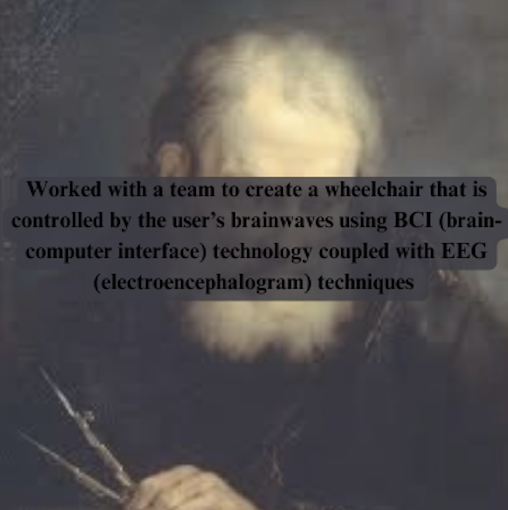 Worked with a team to create a wheelchair that is
controlled by the user’s brainwaves using BCI (brain-
computer interface) technology coupled with EEG
(electroencephalogram) techniques